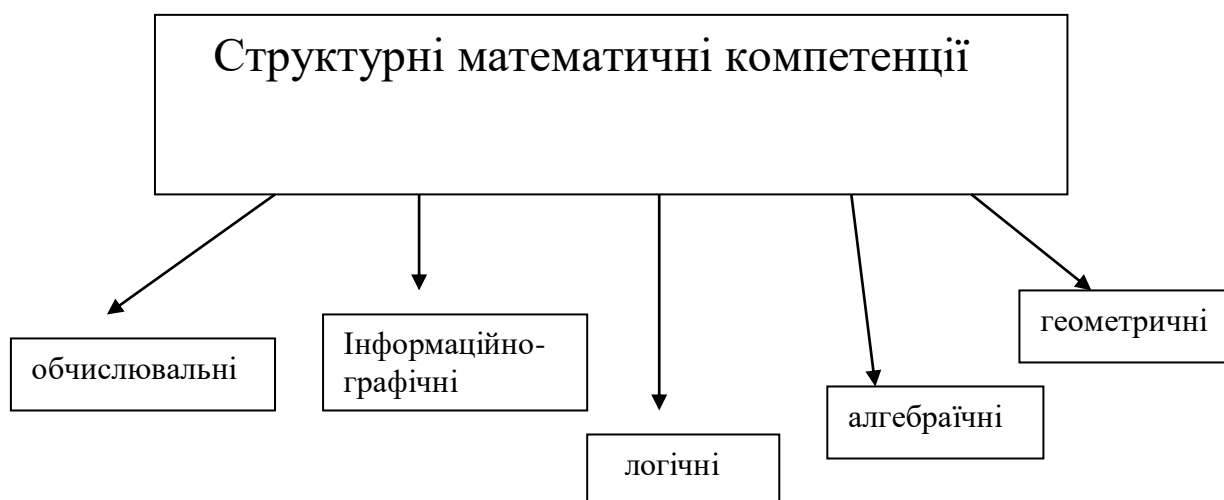 Структурні математичні компетенції
обчислювальні
Інформаційно-
графічні
логічні
алгебраїчні
геометричні